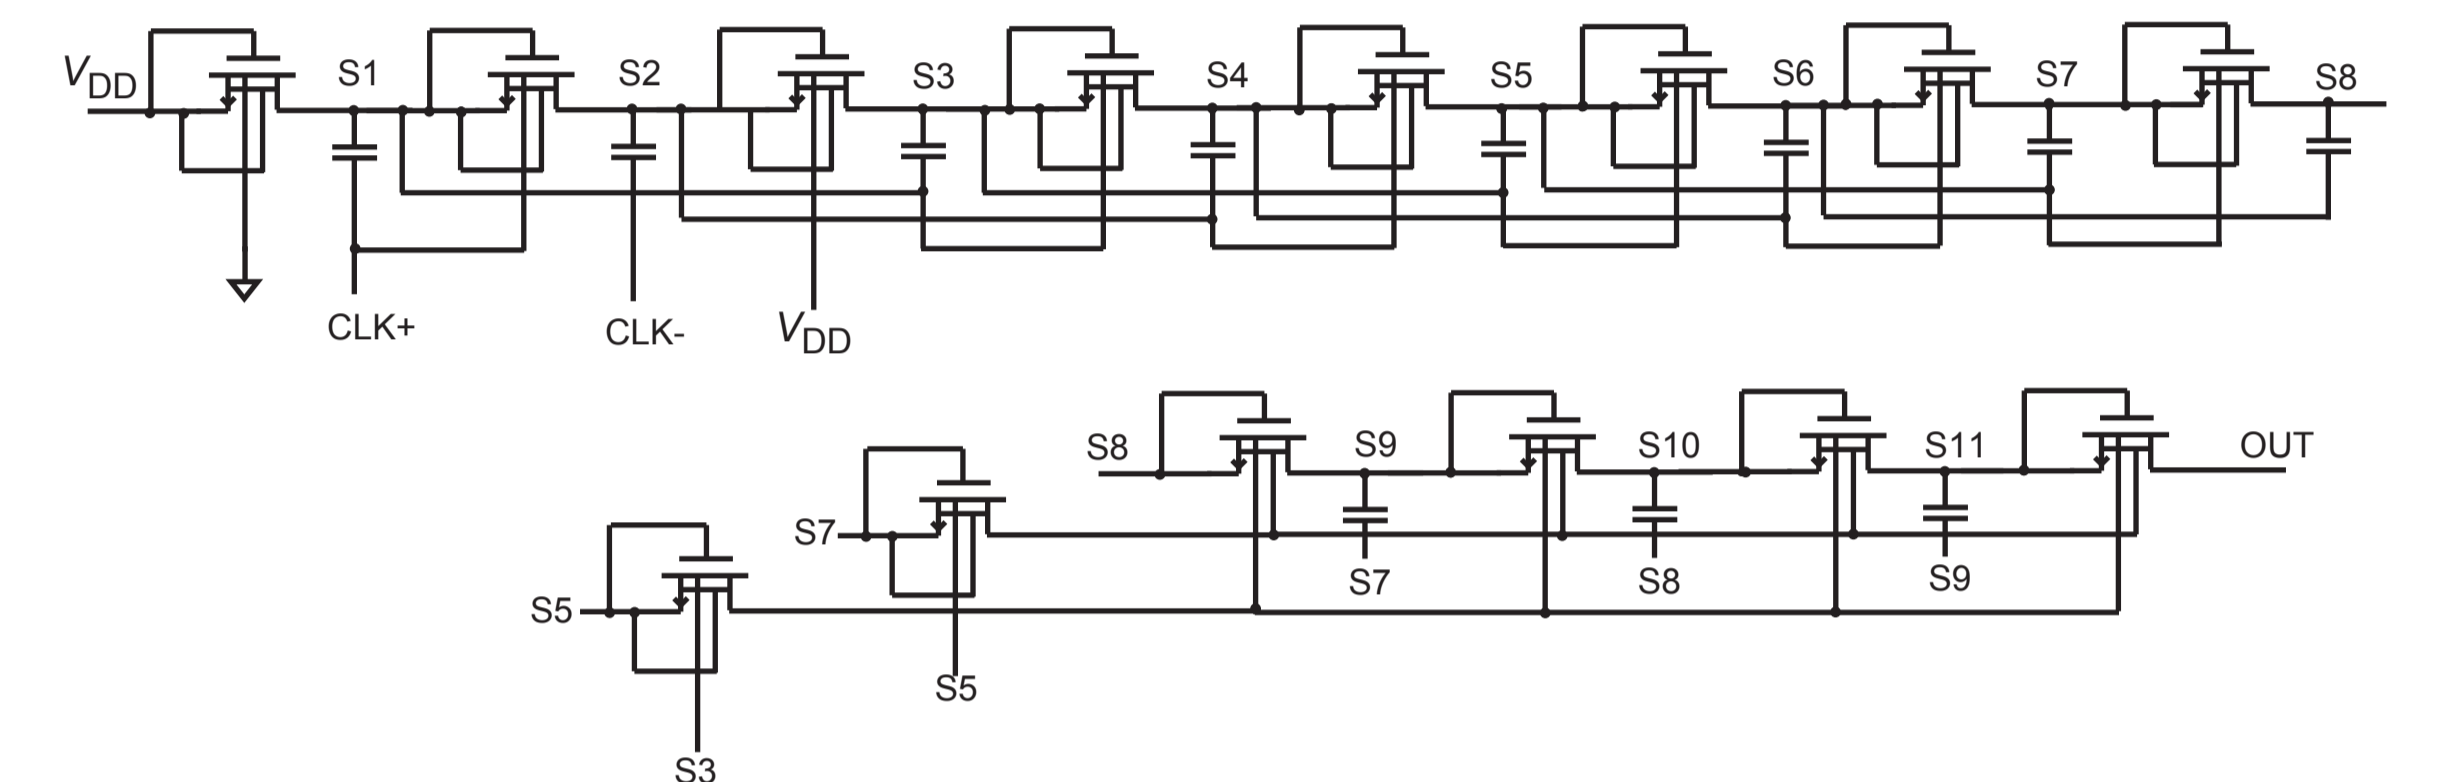 VDD S1 S2 S3 S4 S5 S6 S7 S8
CLK+ CLK- VDD
S8 S9 S10 S11 OUT
S7
S7 S8 S9
S5
S5
S3